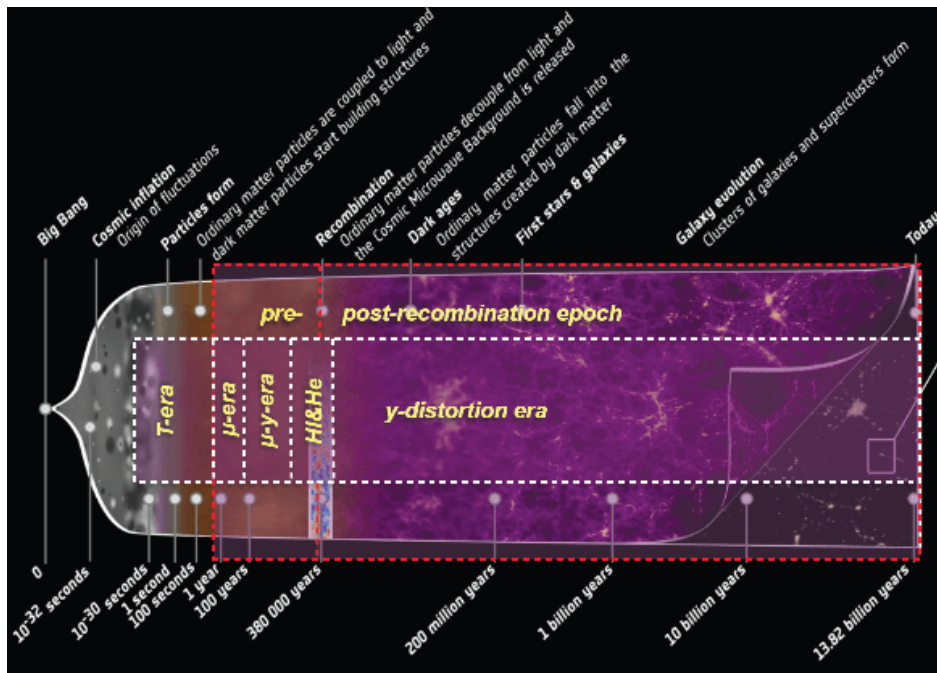 Big Bang
Cosmic inflation
Origin of fluctuations
Particles form
Ordinary matter particles are coupled to light and
dark matter particles start building structures
Recombination
Ordinary matter particles decouple from light and
the Cosmic Microwave Background is released
Dark ages
Ordinary matter particles fall into the
structures created by dark matter
First stars & galaxies
Galaxy evolution
Clusters of galaxies and superclusters form
Today
pre- post-recombination epoch
T-era
μ-era
μ-y-era
HI&He
y-distortion era
0
10-32 seconds
10-30 seconds
1 second
100 seconds
1 year
100 years
380 000 years
200 million years
1 billion years
10 billion years
13.82 billion years